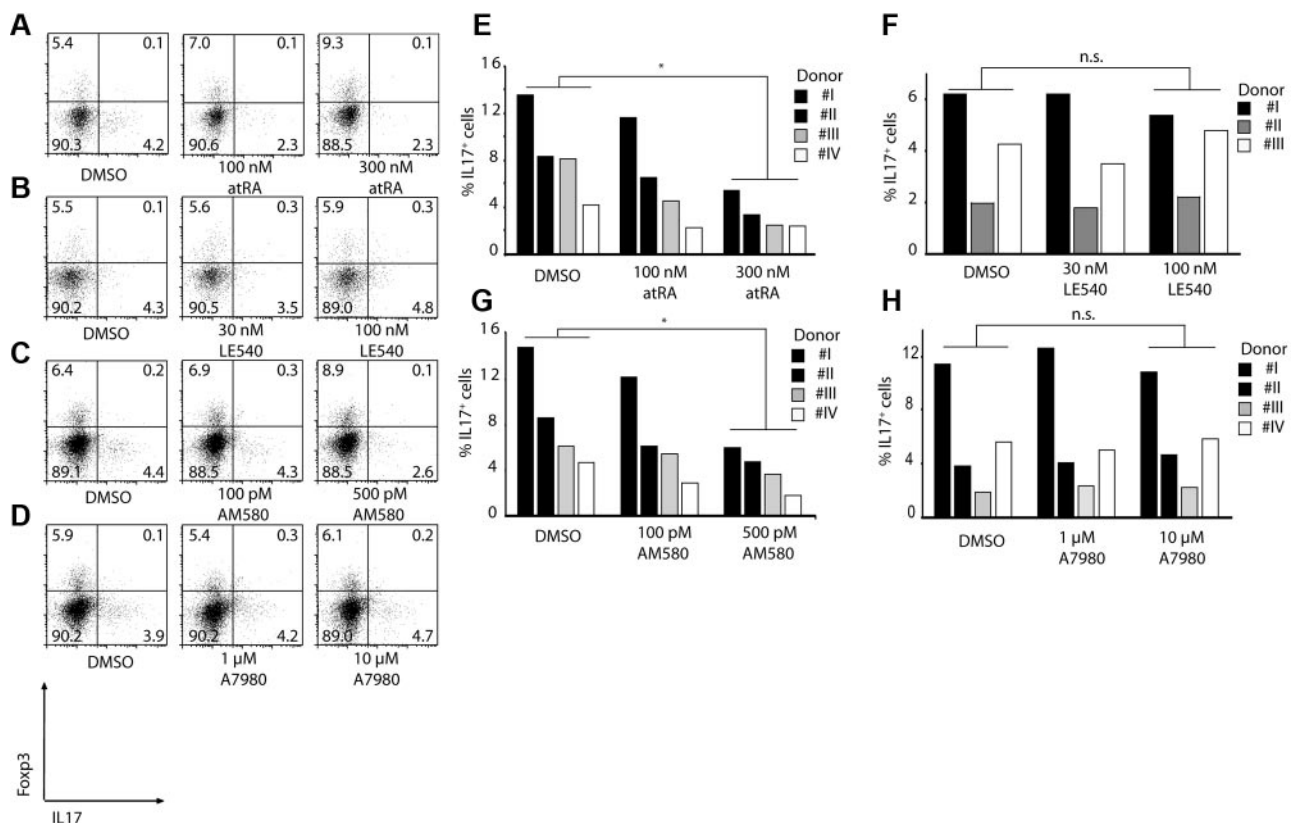 A
5.4 0.1
90.3 4.2
DMSO
7.0 0.1
90.6 2.3
100 nM
atRA
9.3 0.1
88.5 2.3
300 nM
atRA
B
5.5 0.1
90.2 4.3
DMSO
5.6 0.3
90.5 3.5
30 nM
LE540
5.9 0.3
89.0 4.8
100 nM
LE540
C
6.4 0.2
89.1 4.4
DMSO
6.9 0.3
88.5 4.3
100 pM
AM580
8.9 0.1
88.5 2.6
500 pM
AM580
D
5.9 0.1
90.2 3.9
DMSO
5.4 0.3
90.2 4.2
1 µM
A7980
6.1 0.2
89.0 4.7
10 µM
A7980
Foxp3
IL17
E
% IL17⁺ cells
16
12
8
4
0
*
DMSO
100 nM
atRA
300 nM
atRA
Donor
#I
#II
#III
#IV
F
% IL17⁺ cells
6
4
2
0
n.s.
DMSO
30 nM
LE540
100 nM
LE540
Donor
#I
#II
#III
G
% IL17⁺ cells
16
12
8
4
0
*
DMSO
100 pM
AM580
500 pM
AM580
Donor
#I
#II
#III
#IV
H
% IL17⁺ cells
12
8
4
0
n.s.
DMSO
1 µM
A7980
10 µM
A7980
Donor
#I
#II
#III
#IV